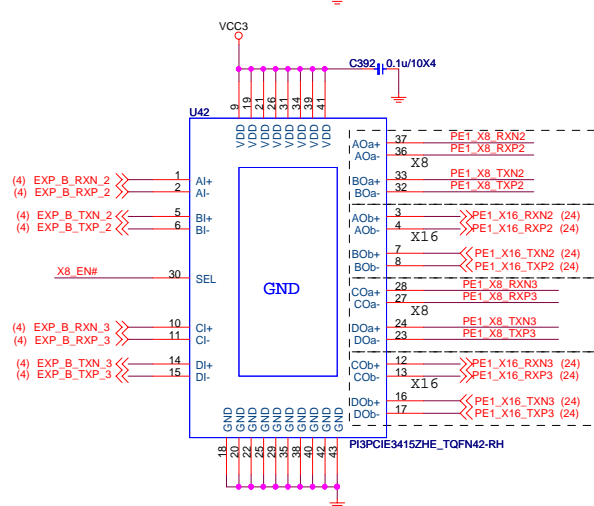 VCC3
C392 0.1u/10X4
U42
9 19 21 26 31 34 39 41
VDD VDD VDD VDD VDD VDD VDD VDD
(4) EXP_B_RXN_2 1 AI+
(4) EXP_B_RXP_2 2 AI-
(4) EXP_B_TXN_2 5 BI+
(4) EXP_B_TXP_2 6 BI-
X8_EN# 30 SEL
(4) EXP_B_RXN_3 10 CI+
(4) EXP_B_RXP_3 11 CI-
(4) EXP_B_TXN_3 14 DI+
(4) EXP_B_TXP_3 15 DI-
GND
AOa+ 37 PE1_X8_RXN2
AOa- 36 PE1_X8_RXP2
X8
BOa+ 33 PE1_X8_TXN2
BOa- 32 PE1_X8_TXP2
AOb+ 3 PE1_X16_RXN2 (24)
AOb- 4 PE1_X16_RXP2 (24)
X16
BOb+ 7 PE1_X16_TXN2 (24)
BOb- 8 PE1_X16_TXP2 (24)
COa+ 28 PE1_X8_RXN3
COa- 27 PE1_X8_RXP3
X8
DOa+ 24 PE1_X8_TXN3
DOa- 23 PE1_X8_TXP3
COb+ 12 PE1_X16_RXN3 (24)
COb- 13 PE1_X16_RXP3 (24)
X16
DOb+ 16 PE1_X16_TXN3 (24)
DOb- 17 PE1_X16_TXP3 (24)
GND GND GND GND GND GND GND GND GND GND
18 20 22 25 29 35 38 40 42 43
PI3PCIE3415ZHE_TQFN42-RH